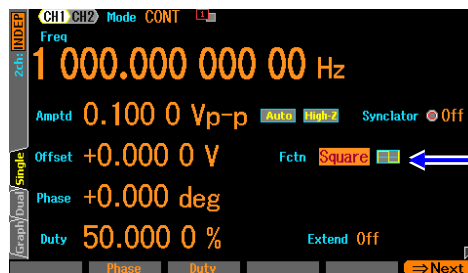 CH1 CH2 Mode CONT 1
2ch: INDEP
Freq
1 000.000 000 00 Hz
Amptd 0.100 0 Vp-p Auto High-Z Synclator Off
Offset +0.000 0 V Fctn Square
Phase +0.000 deg
Duty 50.000 0 % Extend Off
Single
Dual
Graph
Phase Duty ⇒Next